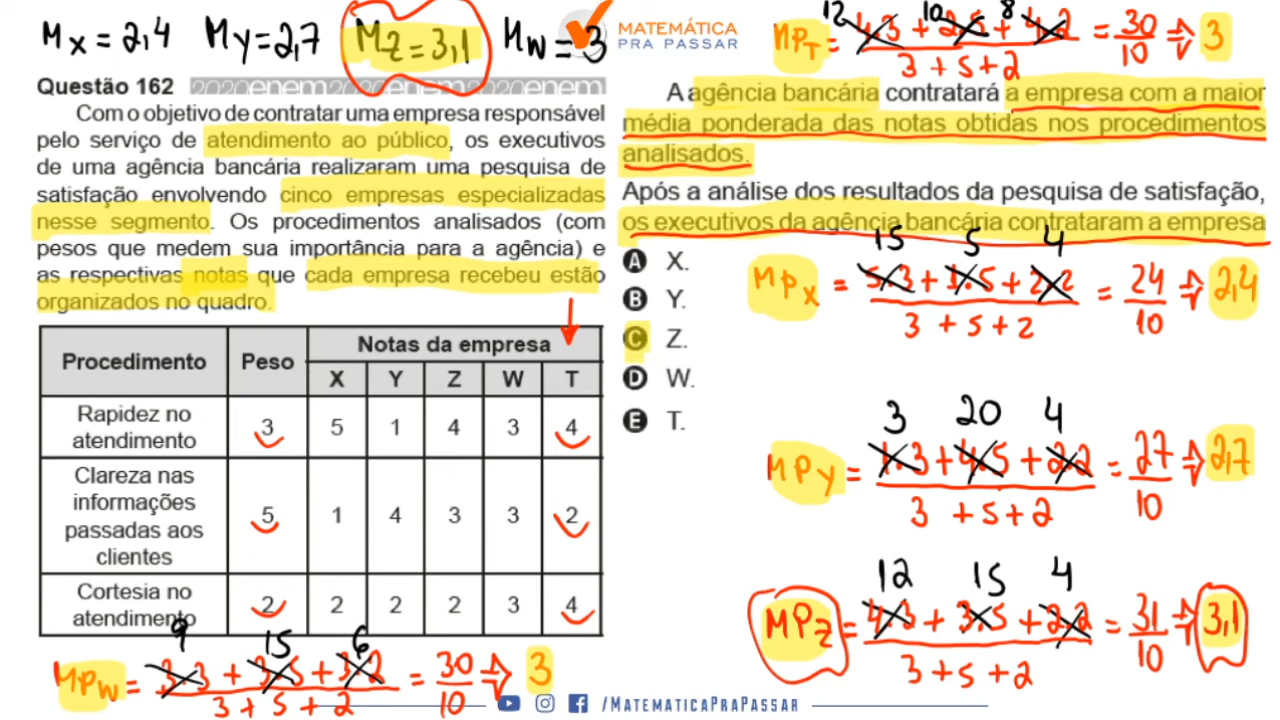 Mx = 2,4 My = 2,7 Mz = 3,1 Mw = 3
MATEMÁTICA
PRA PASSAR
Questão 162 2020enem2020enem2020enem
Com o objetivo de contratar uma empresa responsável
pelo serviço de atendimento ao público, os executivos
de uma agência bancária realizaram uma pesquisa de
satisfação envolvendo cinco empresas especializadas
nesse segmento. Os procedimentos analisados (com
pesos que medem sua importância para a agência) e
as respectivas notas que cada empresa recebeu estão
organizados no quadro.
Procedimento Peso Notas da empresa
X Y Z W T
Rapidez no
atendimento 3 5 1 4 3 4
Clareza nas
informações
passadas aos
clientes 5 1 4 3 3 2
Cortesia no
atendimento 2 2 2 2 3 4
9 15 6
MPw = 3.3 + 3.5 + 3.2 = 30 ⇒ 3
3 + 5 + 2 10
12 10 8
MPT = 4.3 + 2.5 + 4.2 = 30 ⇒ 3
3 + 5 + 2 10
A agência bancária contratará a empresa com a maior
média ponderada das notas obtidas nos procedimentos
analisados.
Após a análise dos resultados da pesquisa de satisfação,
os executivos da agência bancária contrataram a empresa
A X.
B Y.
C Z.
D W.
E T.
15 5 4
MPx = 5.3 + 1.5 + 2.2 = 24 ⇒ 2,4
3 + 5 + 2 10
3 20 4
MPy = 1.3 + 4.5 + 2.2 = 27 ⇒ 2,7
3 + 5 + 2 10
12 15 4
MPz = 4.3 + 3.5 + 2.2 = 31 ⇒ 3,1
3 + 5 + 2 10
/MATEMATICAPRAPASSAR